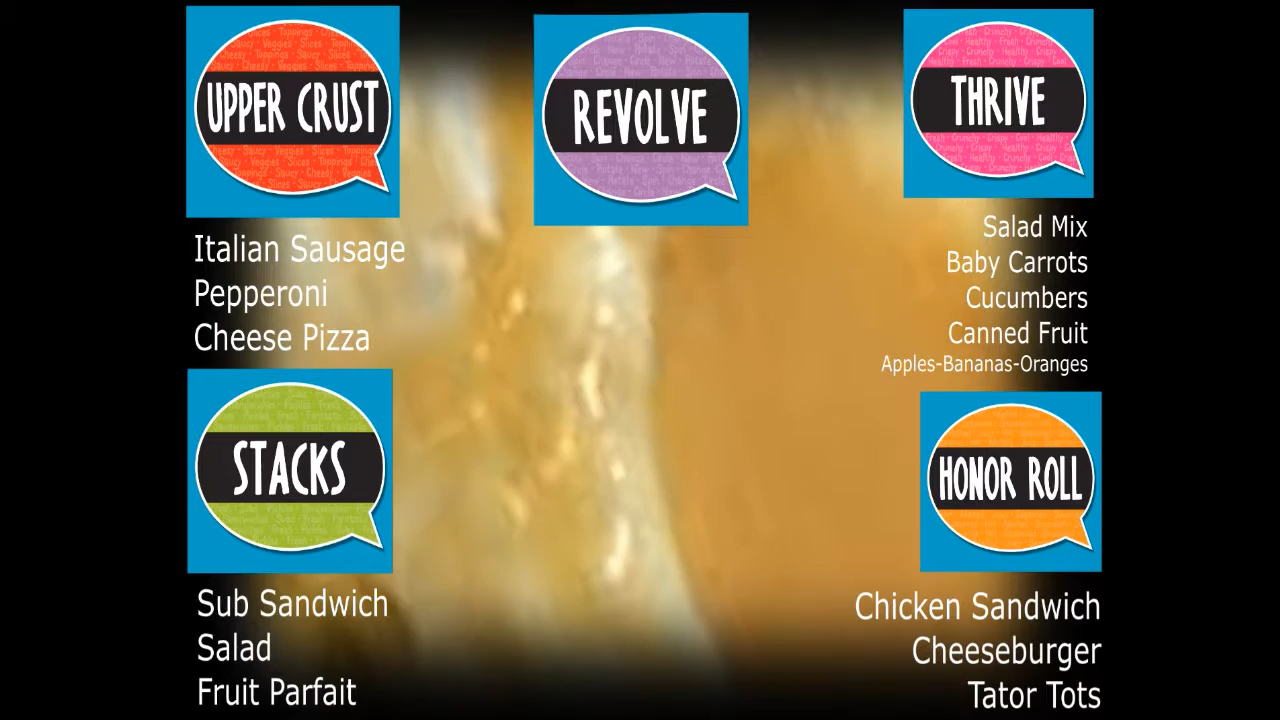 UPPER CRUST
Italian Sausage
Pepperoni
Cheese Pizza
STACKS
Sub Sandwich
Salad
Fruit Parfait
REVOLVE
THRIVE
Salad Mix
Baby Carrots
Cucumbers
Canned Fruit
Apples-Bananas-Oranges
HONOR ROLL
Chicken Sandwich
Cheeseburger
Tator Tots